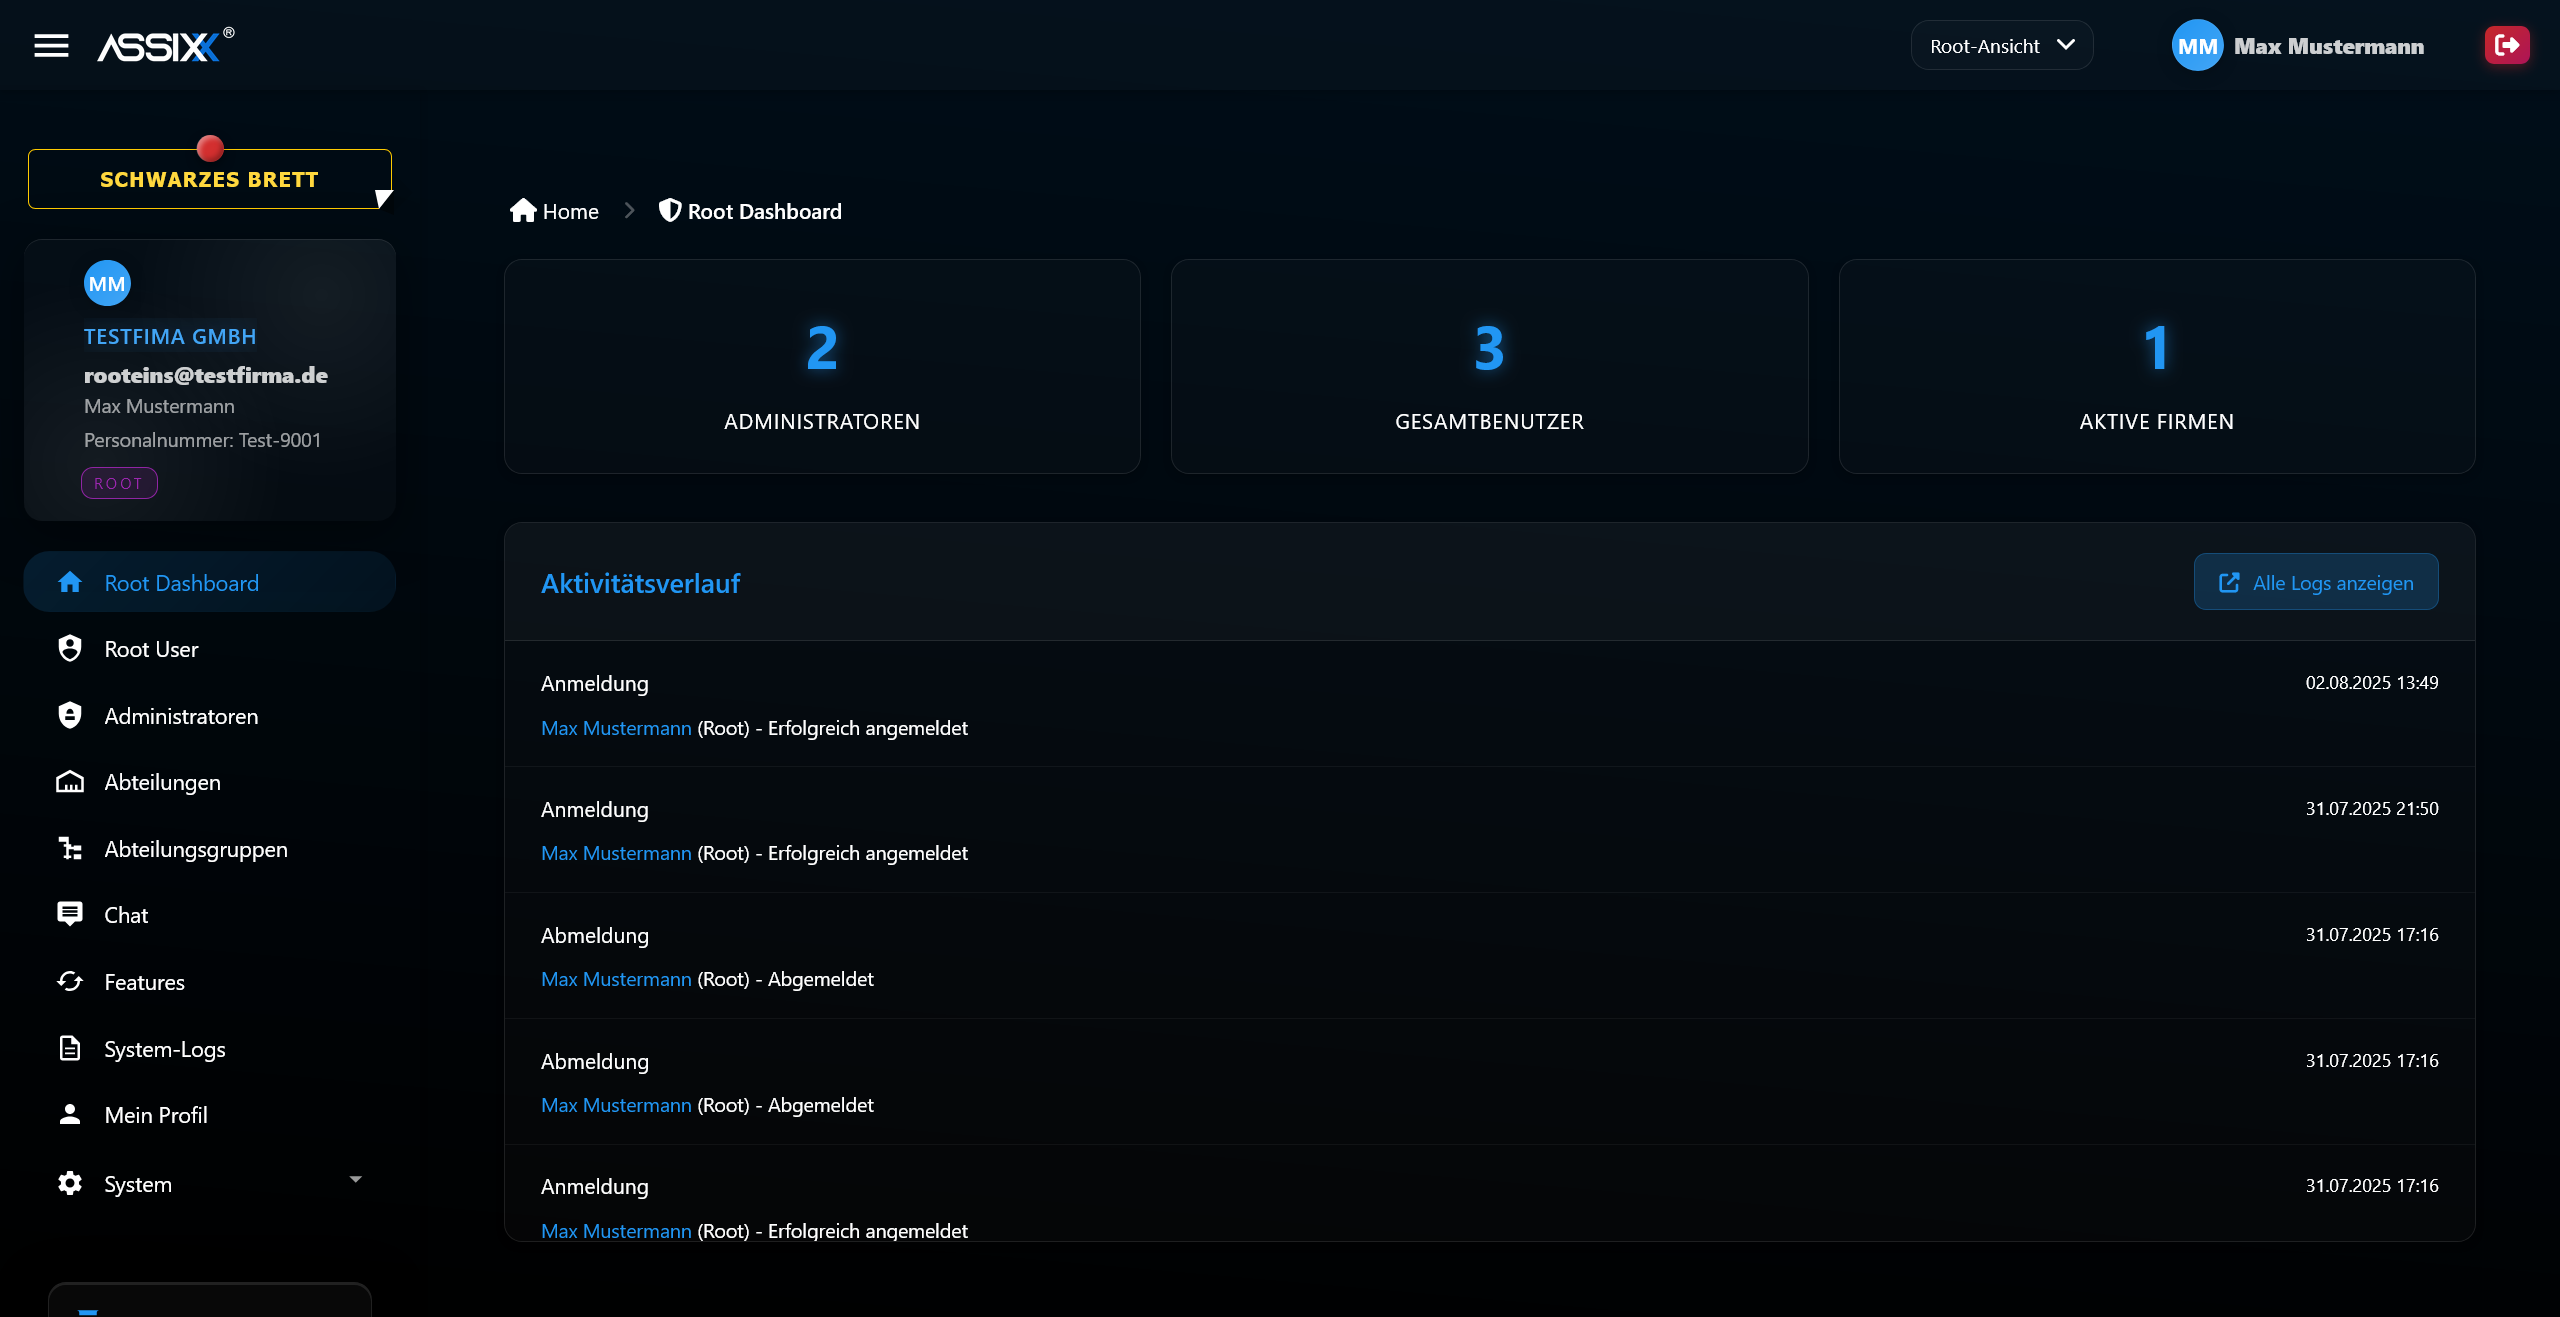 ASSIXX ®
Root-Ansicht
MM Max Mustermann
SCHWARZES BRETT
MM
TESTFIMA GMBH
rooteins@testfirma.de
Max Mustermann
Personalnummer: Test-9001
ROOT
Root Dashboard
Root User
Administratoren
Abteilungen
Abteilungsgruppen
Chat
Features
System-Logs
Mein Profil
System
Home
Root Dashboard
2
ADMINISTRATOREN
3
GESAMTBENUTZER
1
AKTIVE FIRMEN
Aktivitätsverlauf
Alle Logs anzeigen
Anmeldung
02.08.2025 13:49
Max Mustermann (Root) - Erfolgreich angemeldet
Anmeldung
31.07.2025 21:50
Max Mustermann (Root) - Erfolgreich angemeldet
Abmeldung
31.07.2025 17:16
Max Mustermann (Root) - Abgemeldet
Abmeldung
31.07.2025 17:16
Max Mustermann (Root) - Abgemeldet
Anmeldung
31.07.2025 17:16
Max Mustermann (Root) - Erfolgreich angemeldet